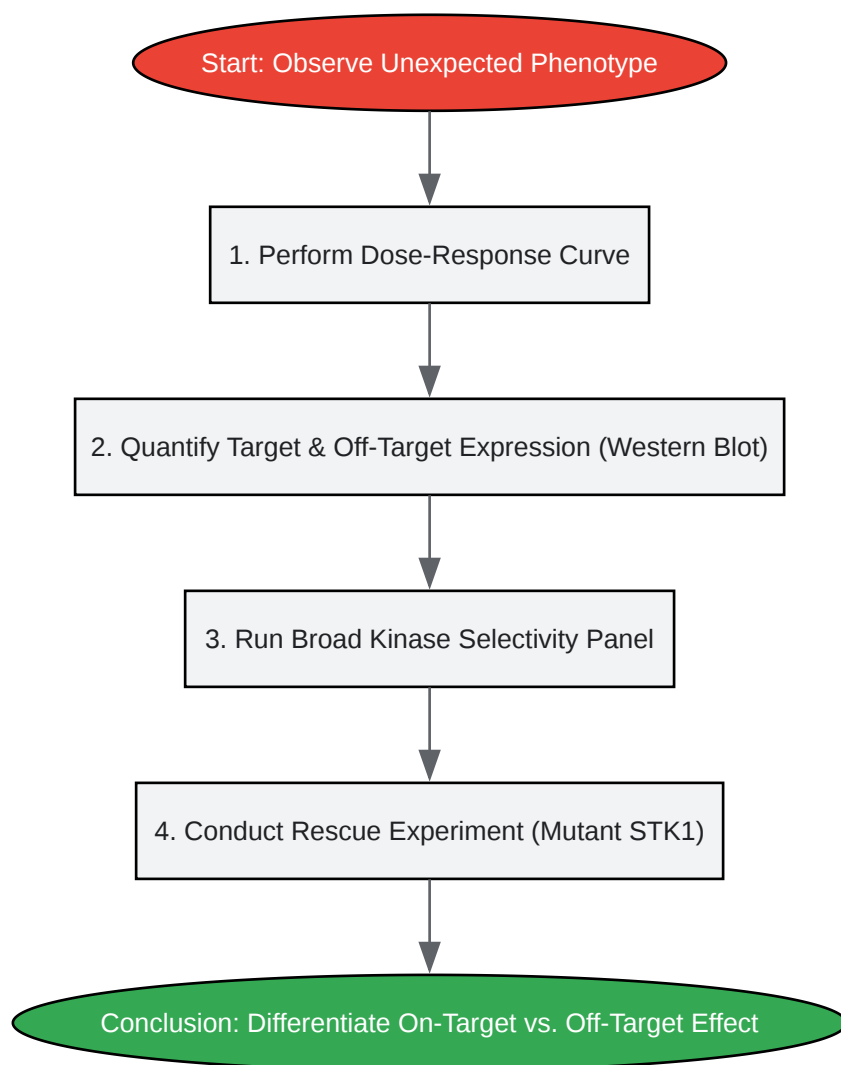 Start: Observe Unexpected Phenotype
1. Perform Dose-Response Curve
2. Quantify Target & Off-Target Expression (Western Blot)
3. Run Broad Kinase Selectivity Panel
4. Conduct Rescue Experiment (Mutant STK1)
Conclusion: Differentiate On-Target vs. Off-Target Effect